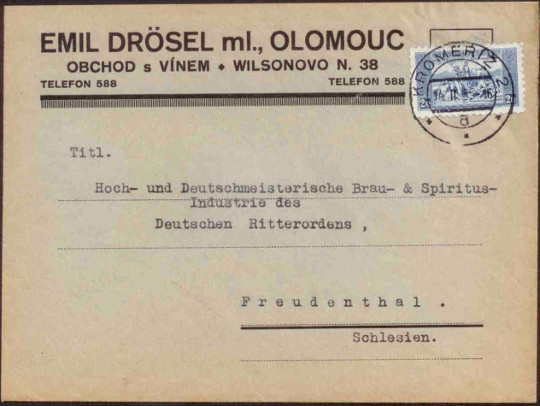 EMIL DRÖSEL ml., OLOMOUC
OBCHOD s VÍNEM • WILSONOVO N. 38
TELEFON 588 TELEFON 588
KROMĚŘÍŽ 2
a
Titl.
Hoch- und Deutschmeisterische Brau- & Spiritus-
Industrie des
Deutschen Ritterordens ,
Freudenthal .
Schlesien.